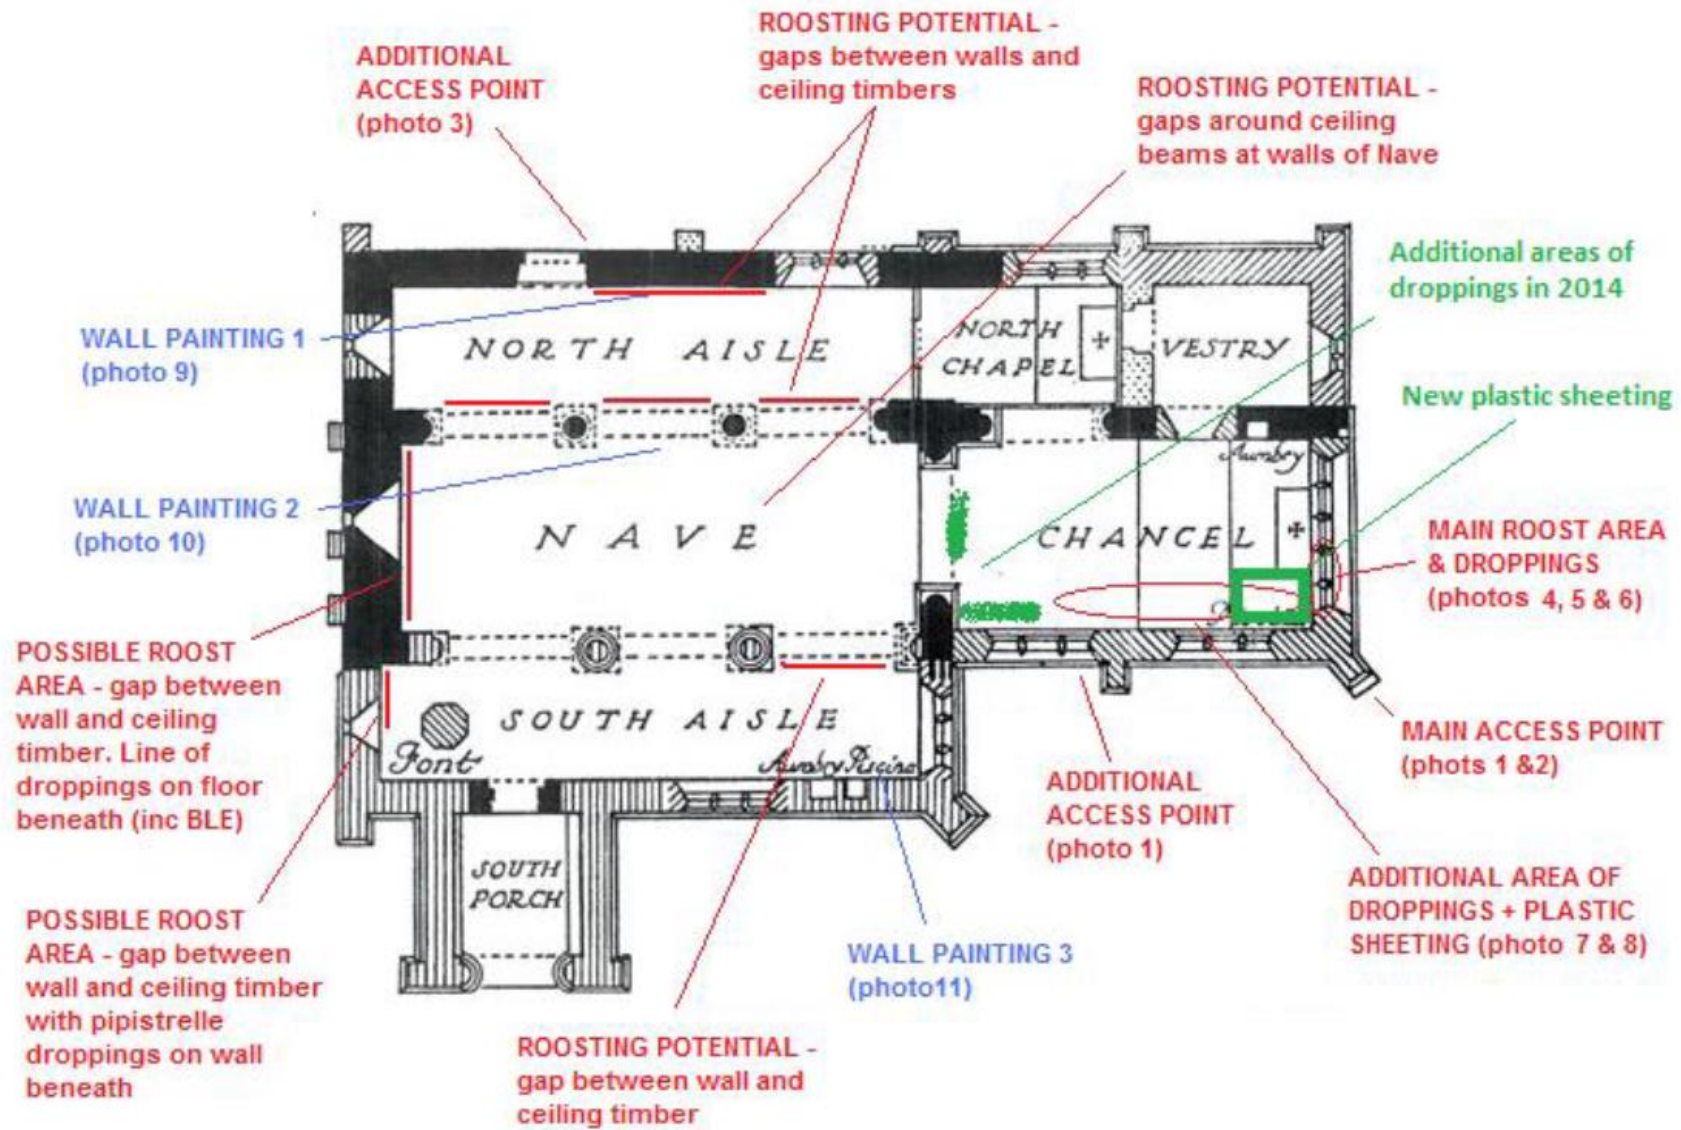 ROOSTING POTENTIAL -
gaps between walls and
ceiling timbers
ADDITIONAL
ACCESS POINT
(photo 3)
ROOSTING POTENTIAL -
gaps around ceiling
beams at walls of Nave
Additional areas of
droppings in 2014
WALL PAINTING 1
(photo 9)
NORTH AISLE
NORTH
CHAPEL
VESTRY
New plastic sheeting
Aumbry
WALL PAINTING 2
(photo 10)
NAVE
CHANCEL
MAIN ROOST AREA
& DROPPINGS
(photos 4, 5 & 6)
POSSIBLE ROOST
AREA - gap between
wall and ceiling
timber. Line of
droppings on floor
beneath (inc BLE)
SOUTH AISLE
Font
Aumbry Piscina
MAIN ACCESS POINT
(phots 1 &2)
ADDITIONAL
ACCESS POINT
(photo 1)
SOUTH
PORCH
ADDITIONAL AREA OF
DROPPINGS + PLASTIC
SHEETING (photo 7 & 8)
POSSIBLE ROOST
AREA - gap between
wall and ceiling timber
with pipistrelle
droppings on wall
beneath
WALL PAINTING 3
(photo11)
ROOSTING POTENTIAL -
gap between wall and
ceiling timber